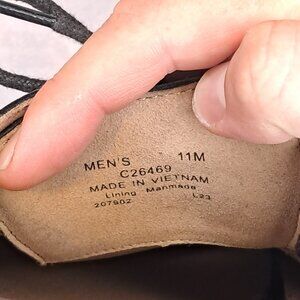 MEN'S 11M
C26469
MADE IN VIETNAM
Lining Manmade
207902 L23